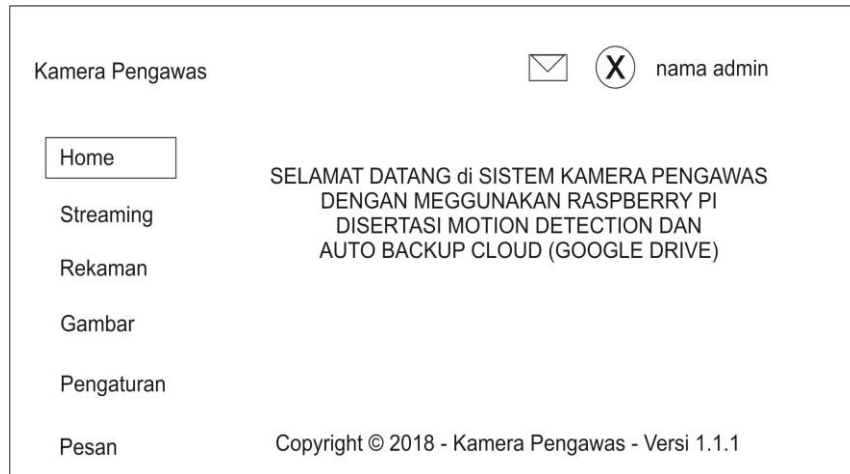 Kamera Pengawas
X nama admin
Home
SELAMAT DATANG di SISTEM KAMERA PENGAWAS
DENGAN MEGGUNAKAN RASPBERRY PI
DISERTASI MOTION DETECTION DAN
AUTO BACKUP CLOUD (GOOGLE DRIVE)
Streaming
Rekaman
Gambar
Pengaturan
Pesan
Copyright © 2018 - Kamera Pengawas - Versi 1.1.1